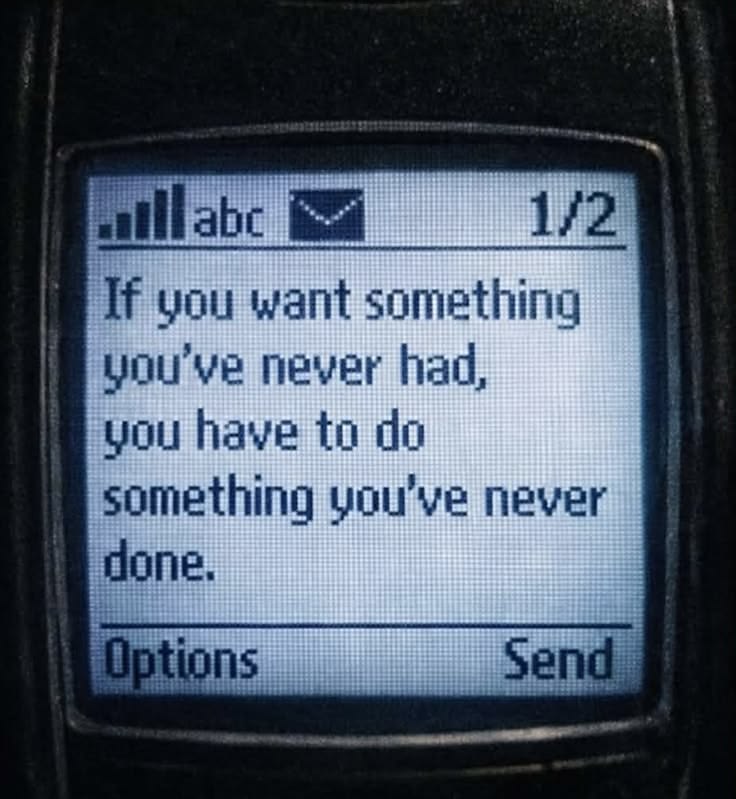 abc 1/2
If you want something
you've never had,
you have to do
something you've never
done.
Options Send